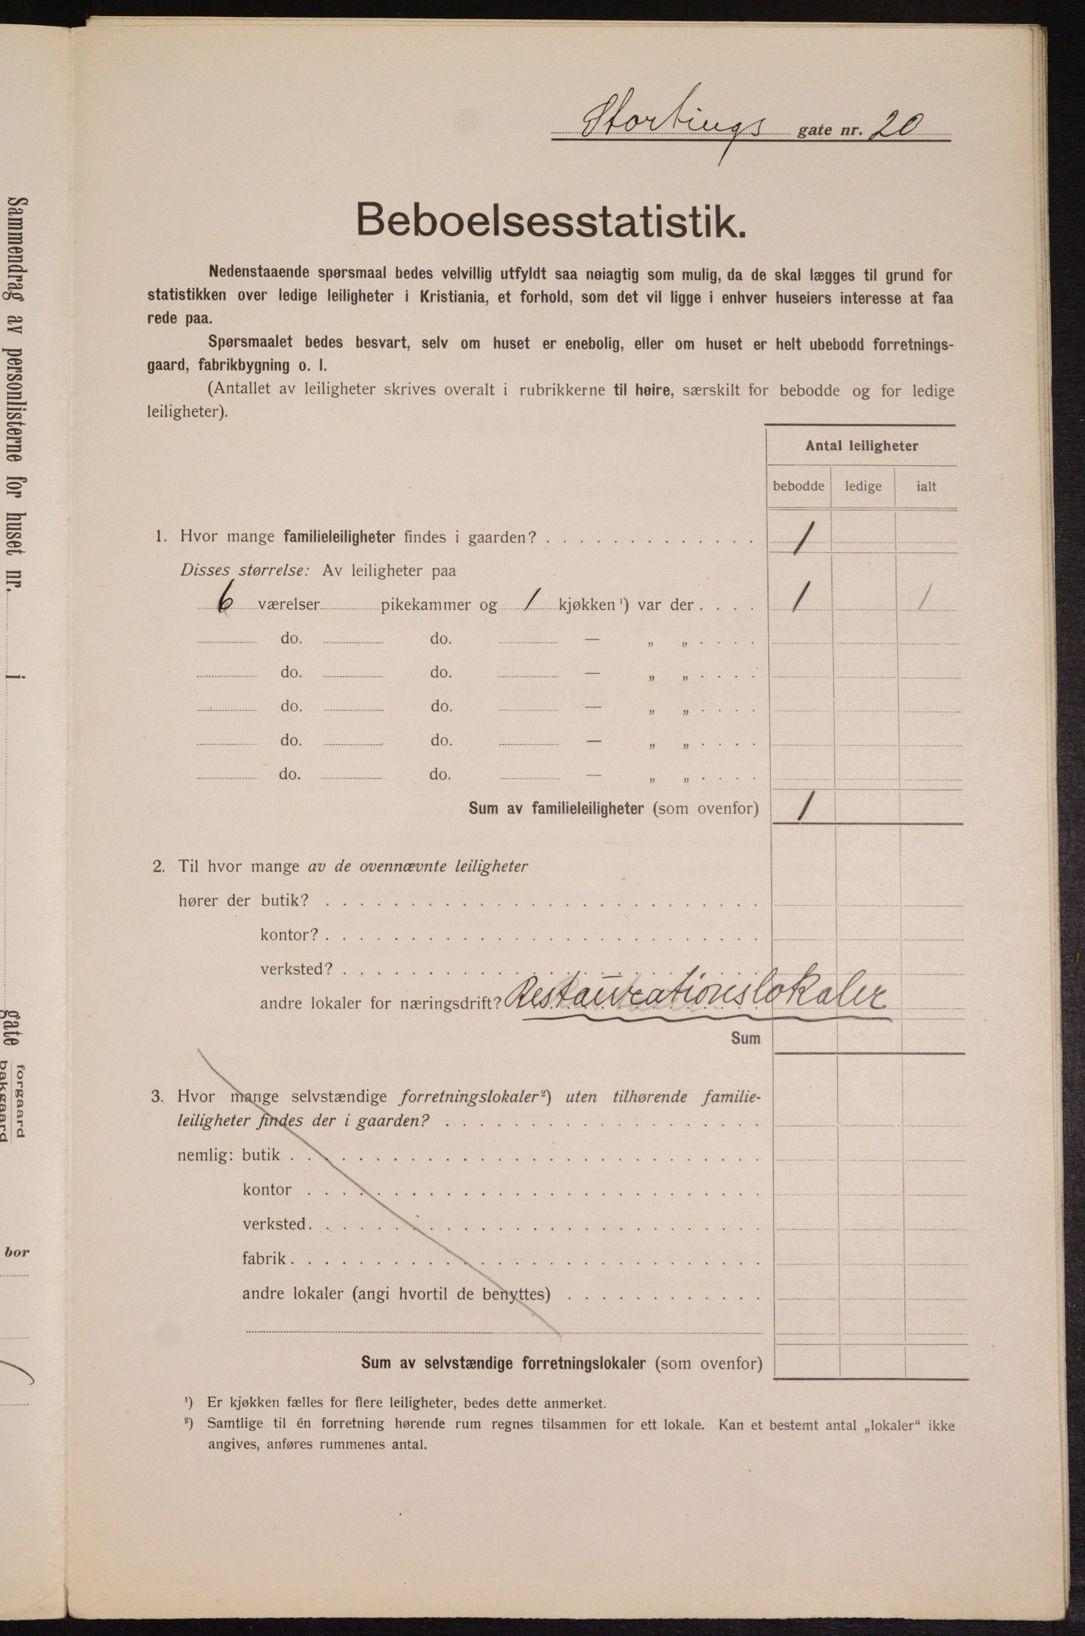 Stortings gate nr. 20
Beboelsesstatistik.
Nedenstaaende spørsmaal bedes velvillig utfyldt saa nøiagtig som mulig, da de skal lægges til grund for
statistikken over ledige leiligheter i Kristiania, et forhold, som det vil ligge i enhver huseiers interesse at faa
rede paa.
Spørsmaalet bedes besvart, selv om huset er enebolig, eller om huset er helt ubebodd forretnings-
gaard, fabrikbygning o. l.
(Antallet av leiligheter skrives overalt i rubrikkerne til høire, særskilt for bebodde og for ledige
leiligheter).
Antal leiligheter
bebodde ledige ialt
1. Hvor mange familieleiligheter findes i gaarden? . . . . . . . . . . . . . 1
Disses størrelse: Av leiligheter paa
6 værelser pikekammer og 1 kjøkken ¹) var der . . . . 1 1
do. do. — „ „ . . . .
do. do. — „ „ . . . .
do. do. — „ „ . . . .
do. do. — „ „ . . . .
do. do. — „ „ . . . .
Sum av familieleiligheter (som ovenfor) 1
2. Til hvor mange av de ovennævnte leiligheter
hører der butik? . . . . . . . . . . . . . . . . . . . . . . . . . .
kontor? . . . . . . . . . . . . . . . . . . . . . . . . . .
verksted? . . . . . . . . . . . . . . . . . . . . . . . . .
andre lokaler for næringsdrift? Restaurationslokaler
Sum
3. Hvor mange selvstændige forretningslokaler²) uten tilhørende familie-
leiligheter findes der i gaarden? . . . . . . . . . . . . . . . . . .
nemlig: butik . . . . . . . . . . . . . . . . . . . . . . . . . . .
kontor . . . . . . . . . . . . . . . . . . . . . . . . . .
verksted . . . . . . . . . . . . . . . . . . . . . . . . . .
fabrik . . . . . . . . . . . . . . . . . . . . . . . . . . .
andre lokaler (angi hvortil de benyttes) . . . . . . . . . . . .
Sum av selvstændige forretningslokaler (som ovenfor)
¹) Er kjøkken fælles for flere leiligheter, bedes dette anmerket.
²) Samtlige til én forretning hørende rum regnes tilsammen for ett lokale. Kan et bestemt antal „lokaler“ ikke
angives, anføres rummenes antal.
Sammendrag av personlisterne for huset nr. i gate forgaard
bakgaard
bor